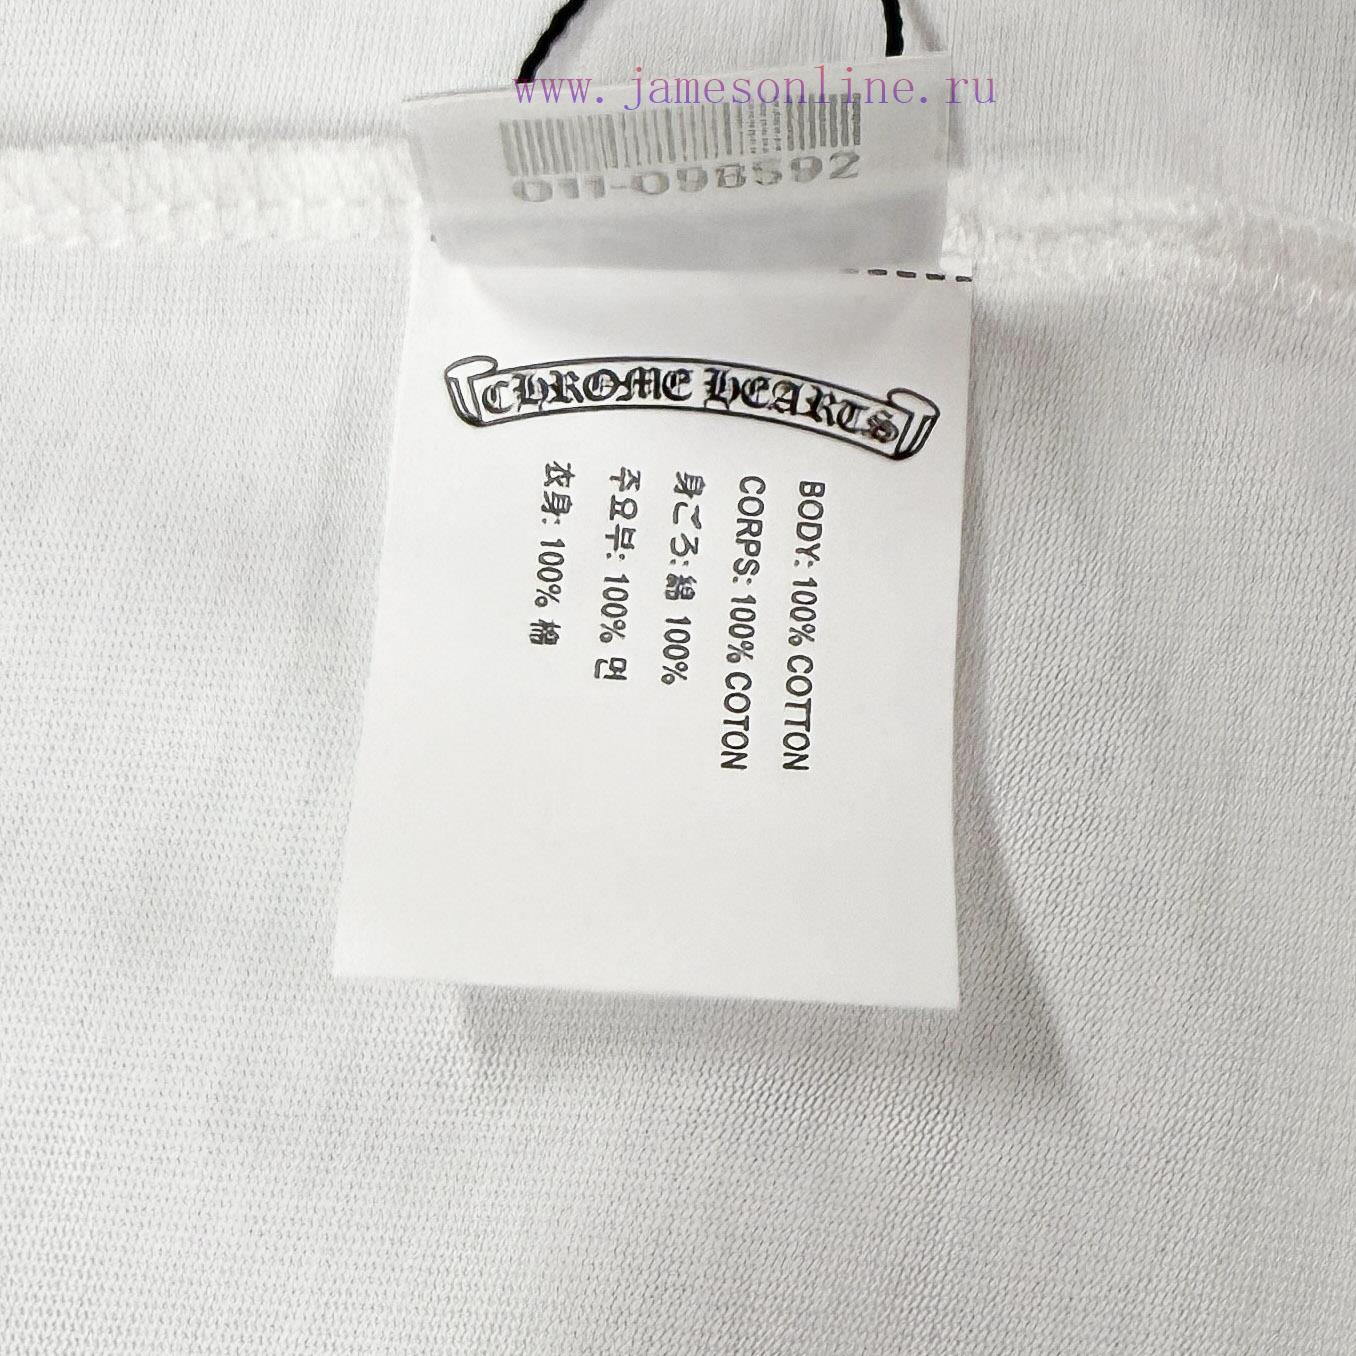 www.jamesonline.ru
011-098592
CHROME HEARTS
BODY: 100% COTTON
CORPS: 100% COTON
身ごろ: 綿 100%
주요부: 100% 면
衣身: 100% 棉